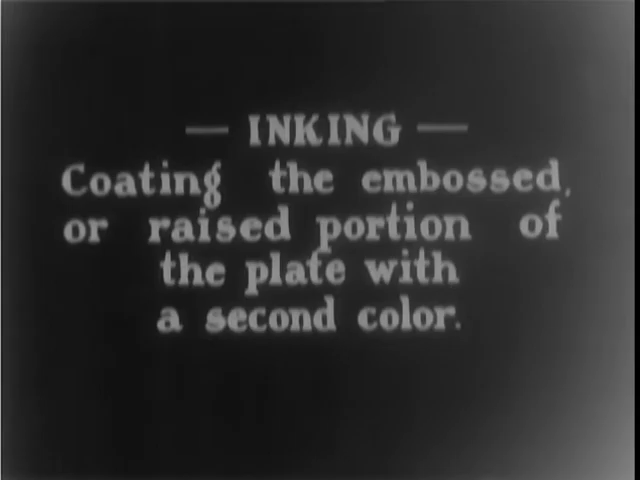 — INKING —
Coating the embossed,
or raised portion of
the plate with
a second color.